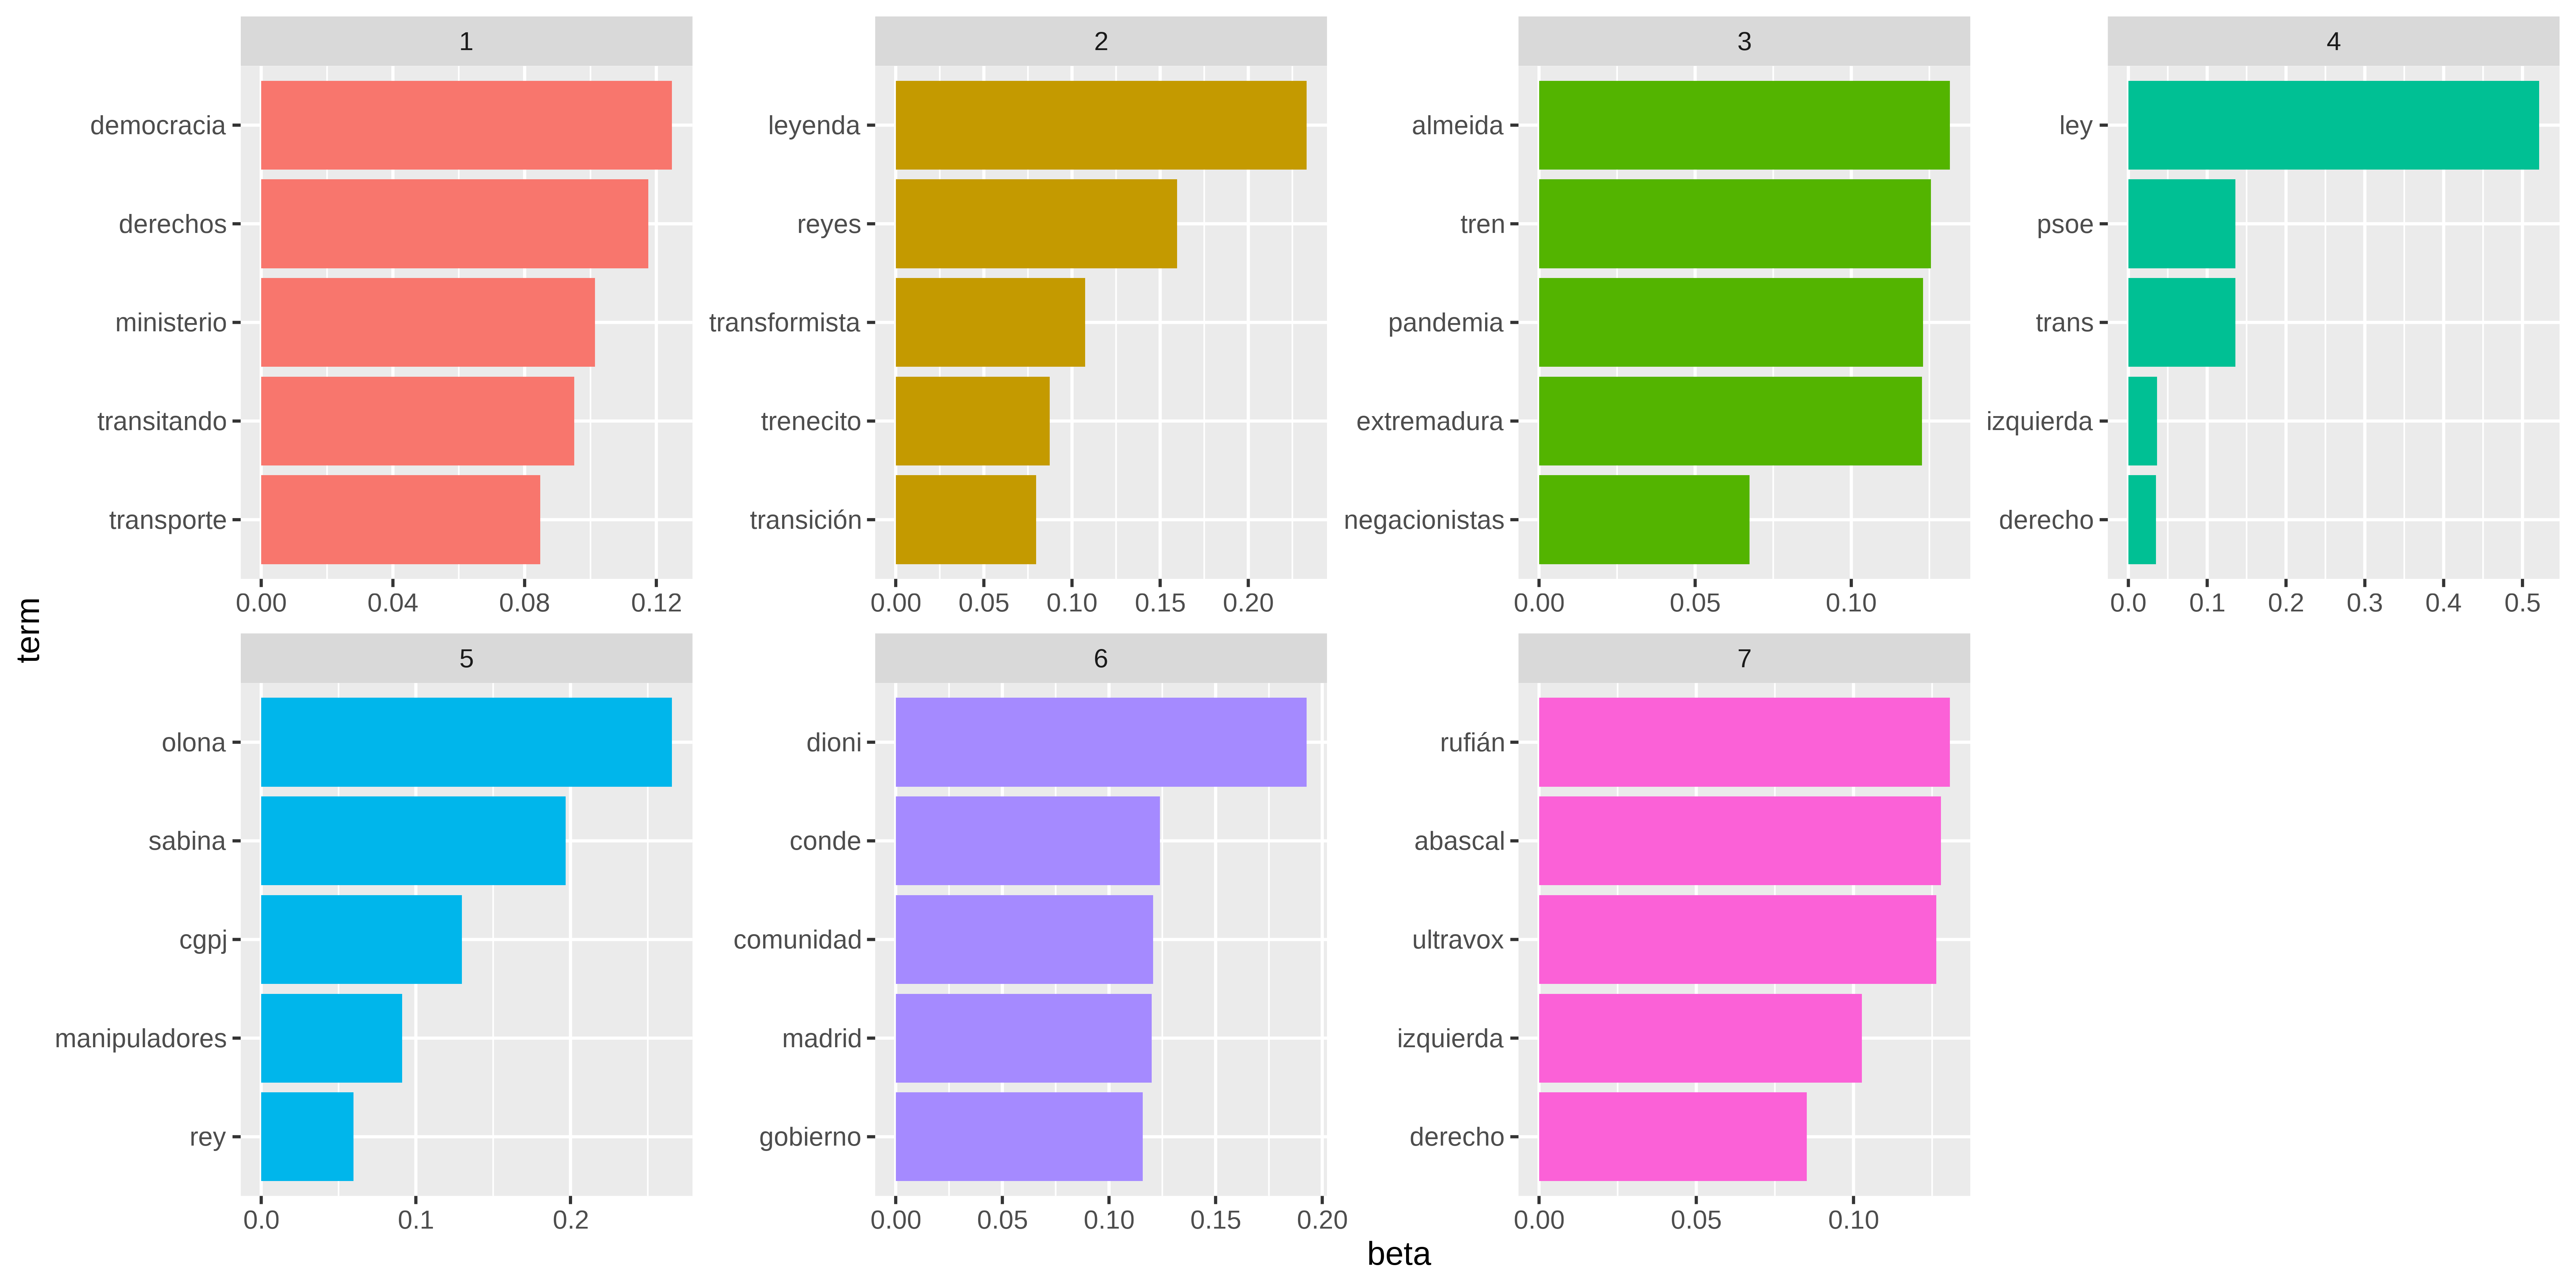 1
2
3
4
democracia
derechos
ministerio
transitando
transporte
0.00 0.04 0.08 0.12
leyenda
reyes
transformista
trenecito
transición
0.00 0.05 0.10 0.15 0.20
almeida
tren
pandemia
extremadura
negacionistas
0.00 0.05 0.10
ley
psoe
trans
izquierda
derecho
0.0 0.1 0.2 0.3 0.4 0.5
term
5
6
7
olona
sabina
cgpj
manipuladores
rey
0.0 0.1 0.2
dioni
conde
comunidad
madrid
gobierno
0.00 0.05 0.10 0.15 0.20
rufián
abascal
ultravox
izquierda
derecho
0.00 0.05 0.10
beta